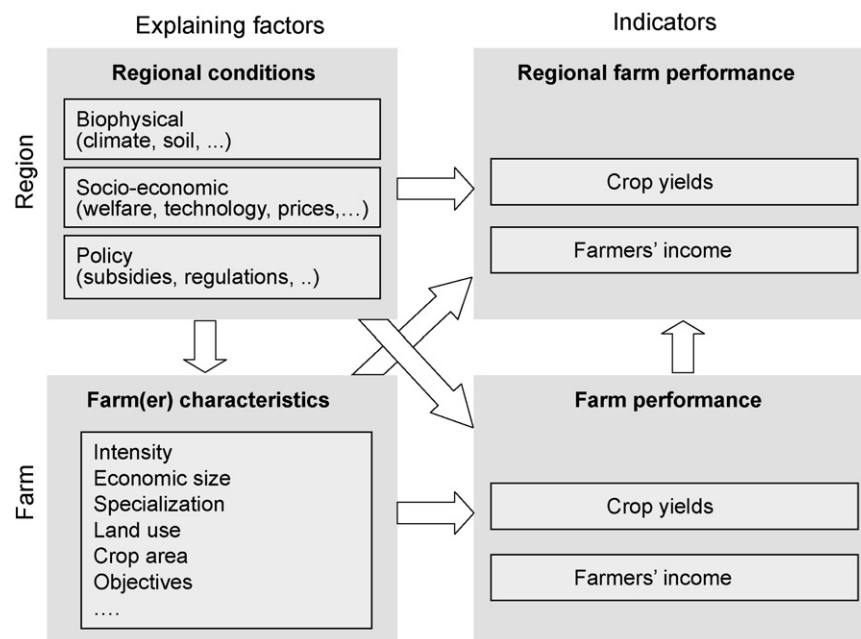 Explaining factors
Indicators
Region
Regional conditions
Biophysical
(climate, soil, ...)
Socio-economic
(welfare, technology, prices,...)
Policy
(subsidies, regulations, ..)
Regional farm performance
Crop yields
Farmers' income
Farm
Farm(er) characteristics
Intensity
Economic size
Specialization
Land use
Crop area
Objectives
....
Farm performance
Crop yields
Farmers' income